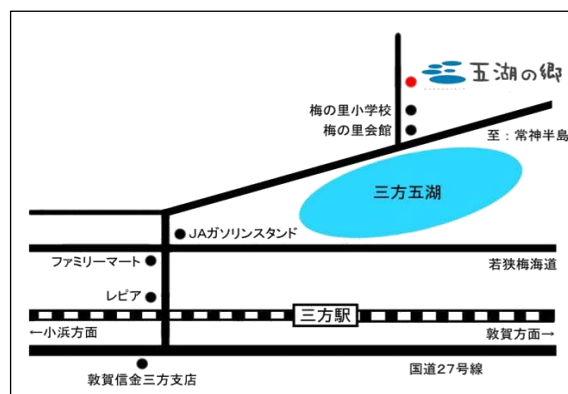 五湖の郷
梅の里小学校
梅の里会館
至：常神半島
三方五湖
JAガソリンスタンド
ファミリーマート
若狭梅海道
レピア
三方駅
←小浜方面
敦賀方面→
国道27号線
敦賀信金三方支店